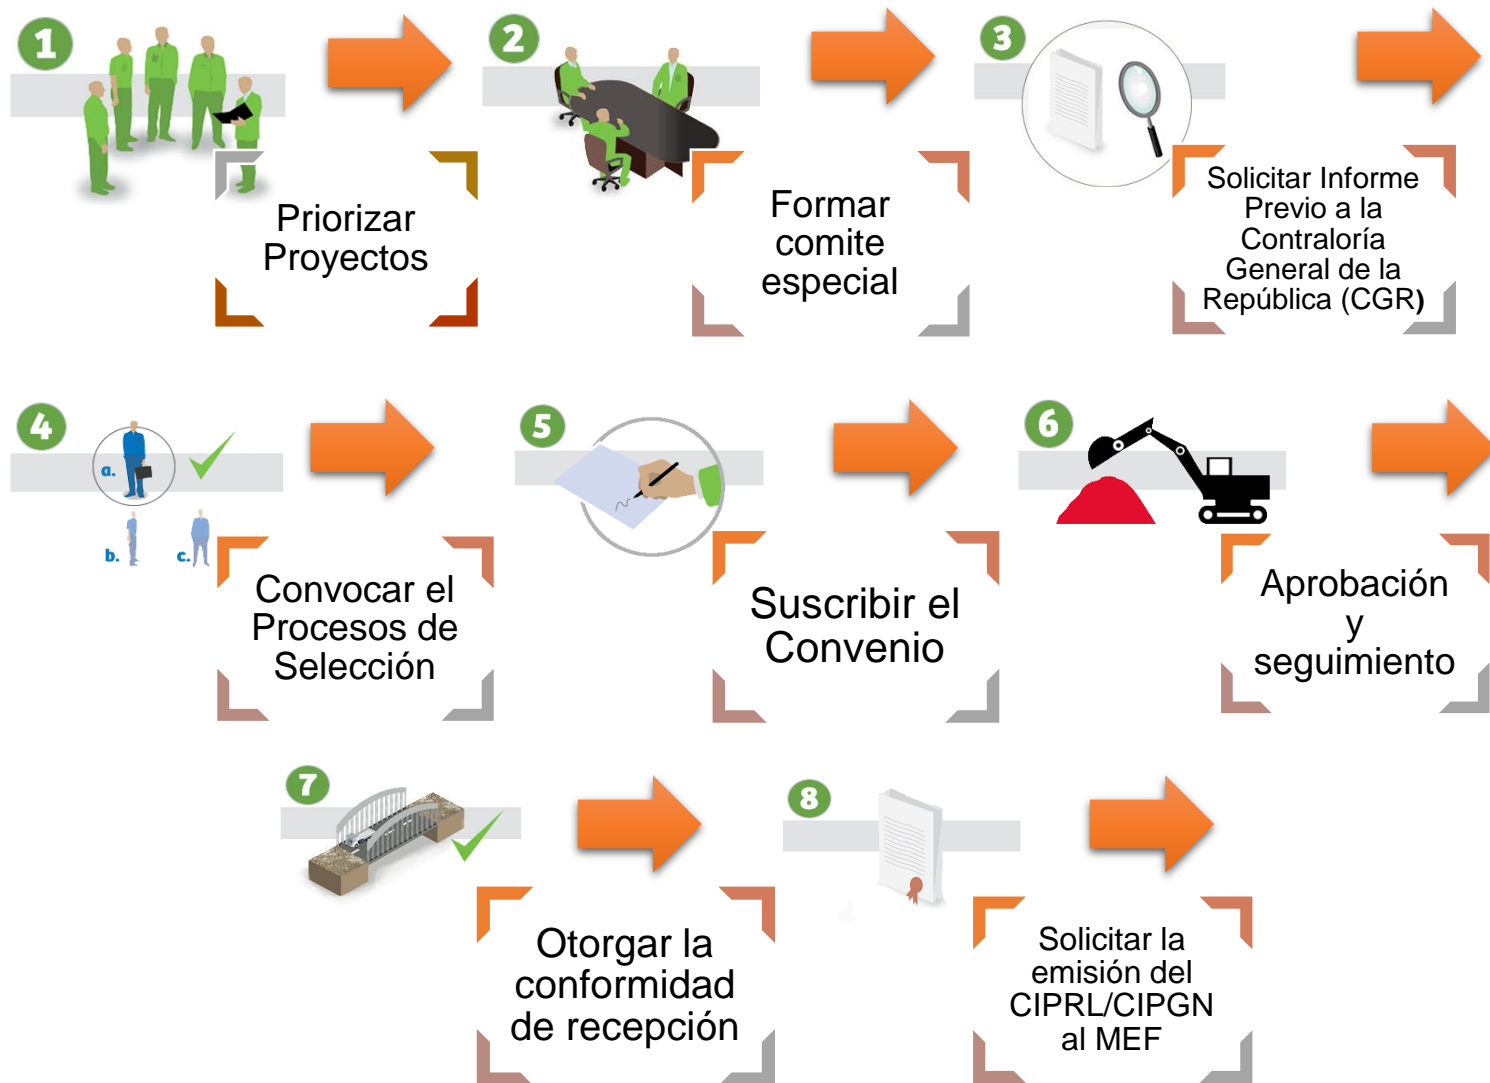 1
Priorizar
Proyectos
2
Formar
comite
especial
3
Solicitar Informe
Previo a la
Contraloría
General de la
República (CGR)
4
a.
b.
c.
Convocar el
Procesos de
Selección
5
Suscribir el
Convenio
6
Aprobación
y
seguimiento
7
Otorgar la
conformidad
de recepción
8
Solicitar la
emisión del
CIPRL/CIPGN
al MEF